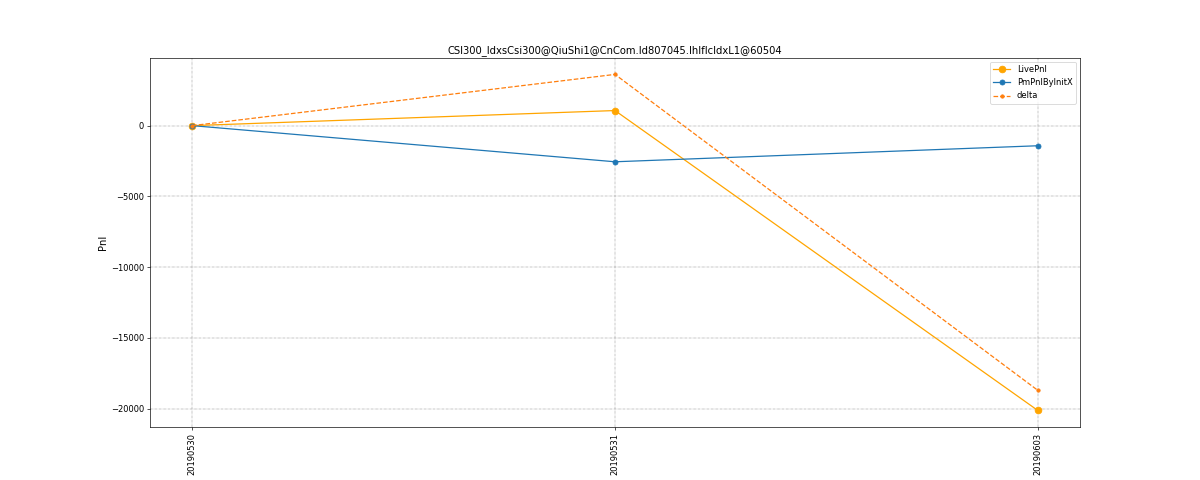 CSI300_IdxsCsi300@QiuShi1@CnCom.Id807045.IhIfIcIdxL1@60504
LivePnl
PmPnlByInitX
delta
0
−5000
−10000
−15000
−20000
Pnl
20190530
20190531
20190603